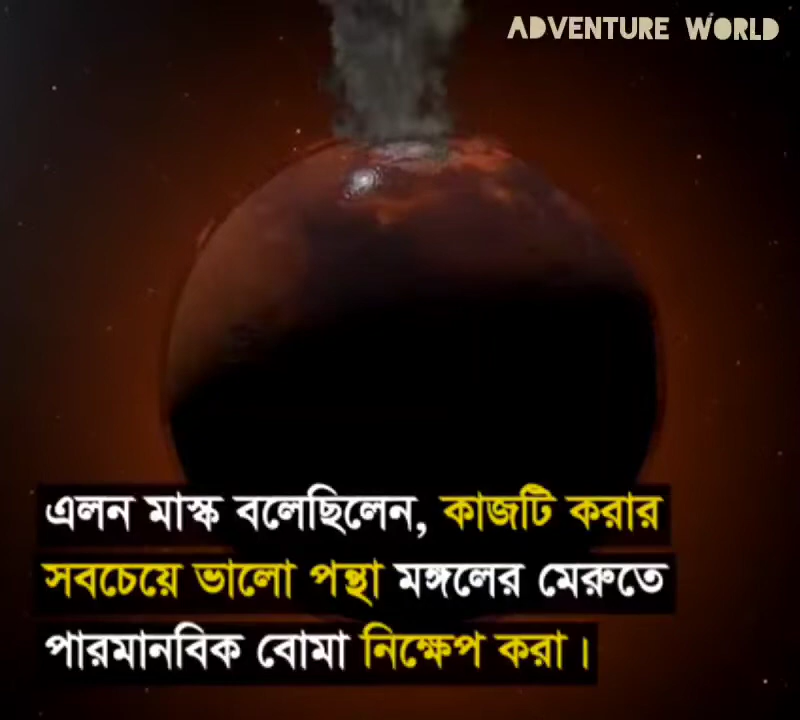 ADVENTURE WORLD
এলন মাস্ক বলেছিলেন, কাজটি করার
সবচেয়ে ভালো পন্থা মঙ্গলের মেরুতে
পারমানবিক বোমা নিক্ষেপ করা।